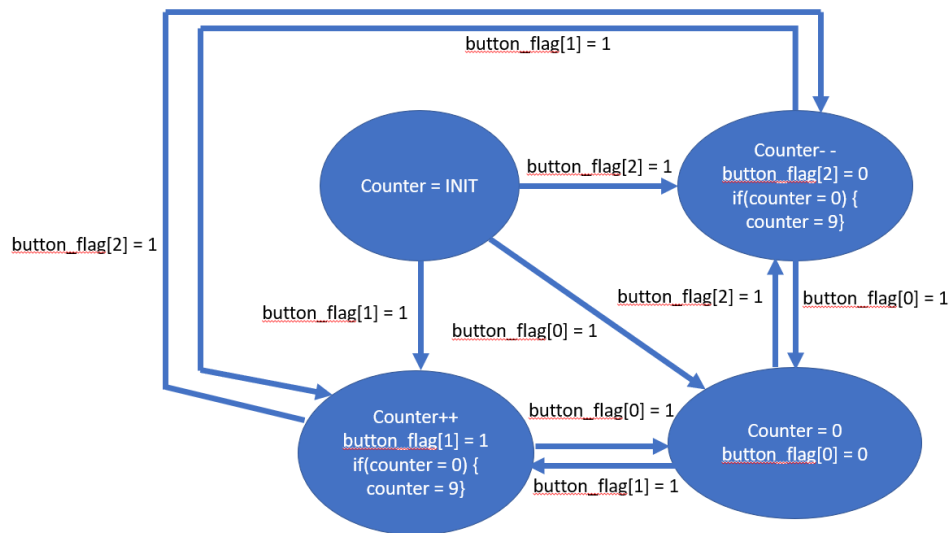 button_flag[1] = 1
Counter = INIT
button_flag[2] = 1
Counter- -
button_flag[2] = 0
if(counter = 0) {
counter = 9}
button_flag[2] = 1
button_flag[1] = 1
button_flag[0] = 1
button_flag[2] = 1
button_flag[0] = 1
Counter++
button_flag[1] = 1
if(counter = 0) {
counter = 9}
button_flag[0] = 1
button_flag[1] = 1
Counter = 0
button_flag[0] = 0